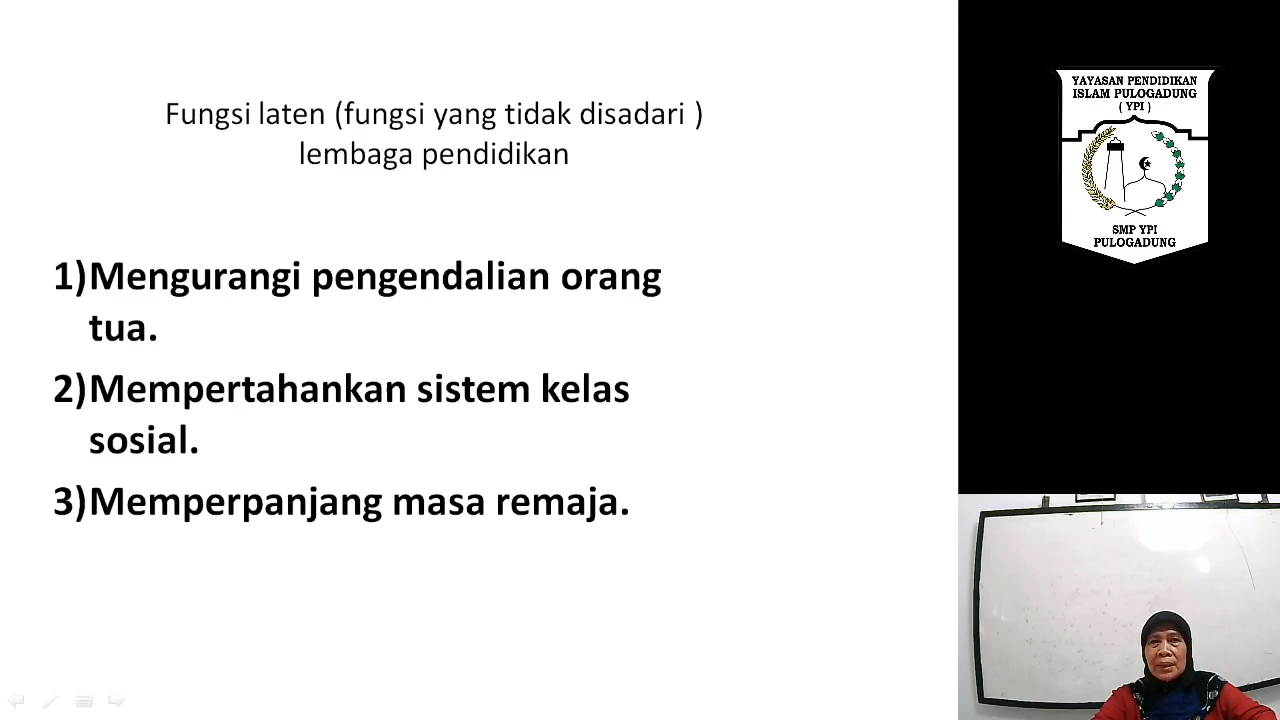 Fungsi laten (fungsi yang tidak disadari )
lembaga pendidikan
1)Mengurangi pengendalian orang
tua.
2)Mempertahankan sistem kelas
sosial.
3)Memperpanjang masa remaja.
YAYASAN PENDIDIKAN
ISLAM PULOGADUNG
( YPI )
SMP YPI
PULOGADUNG